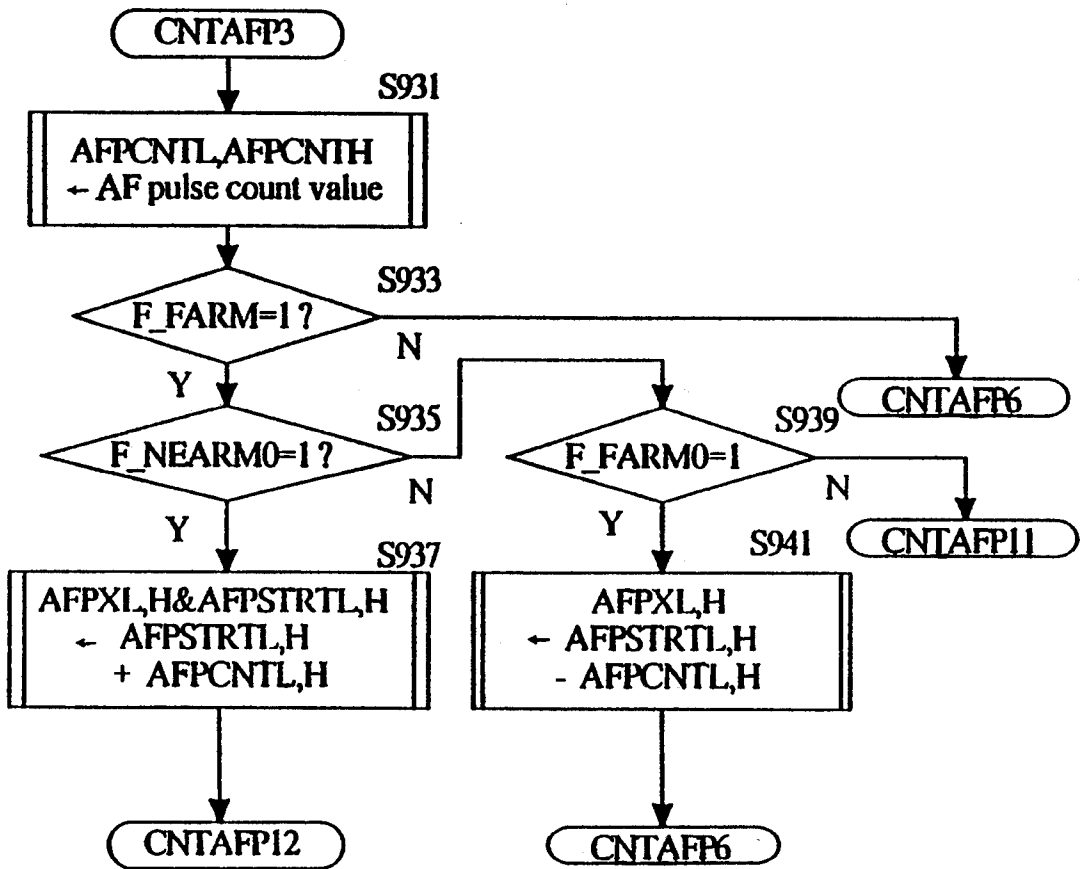 CNTAFP3
S931
AFPCNTL,AFPCNTH
← AF pulse count value
S933
F_FARM=1?
N
Y
CNTAFP6
S935
F_NEARM0=1?
N
Y
S939
F_FARM0=1
N
Y
CNTAFP11
S937
AFPXL,H&AFPSTRTL,H
← AFPSTRTL,H
+ AFPCNTL,H
S941
AFPXL,H
← AFPSTRTL,H
- AFPCNTL,H
CNTAFP12
CNTAFP6